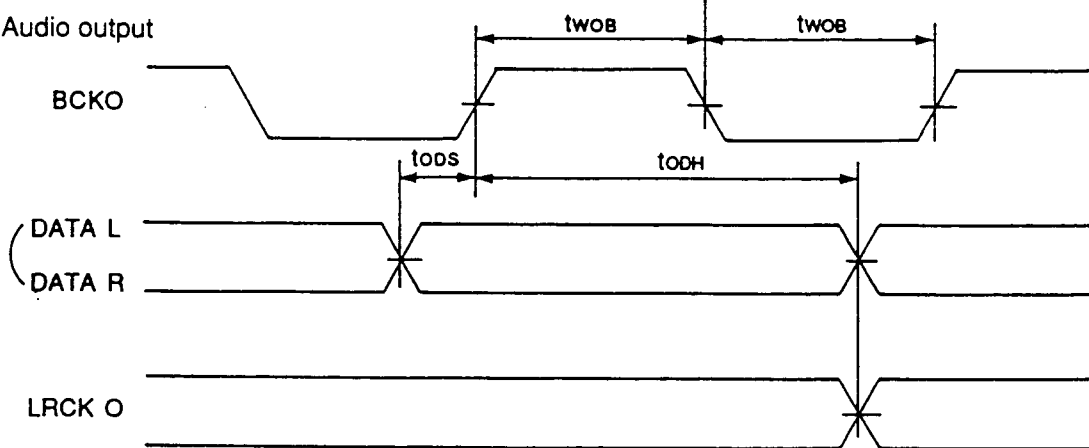 Audio output
tWOB tWOB
BCKO
tODS tODH
DATA L
DATA R
LRCK O